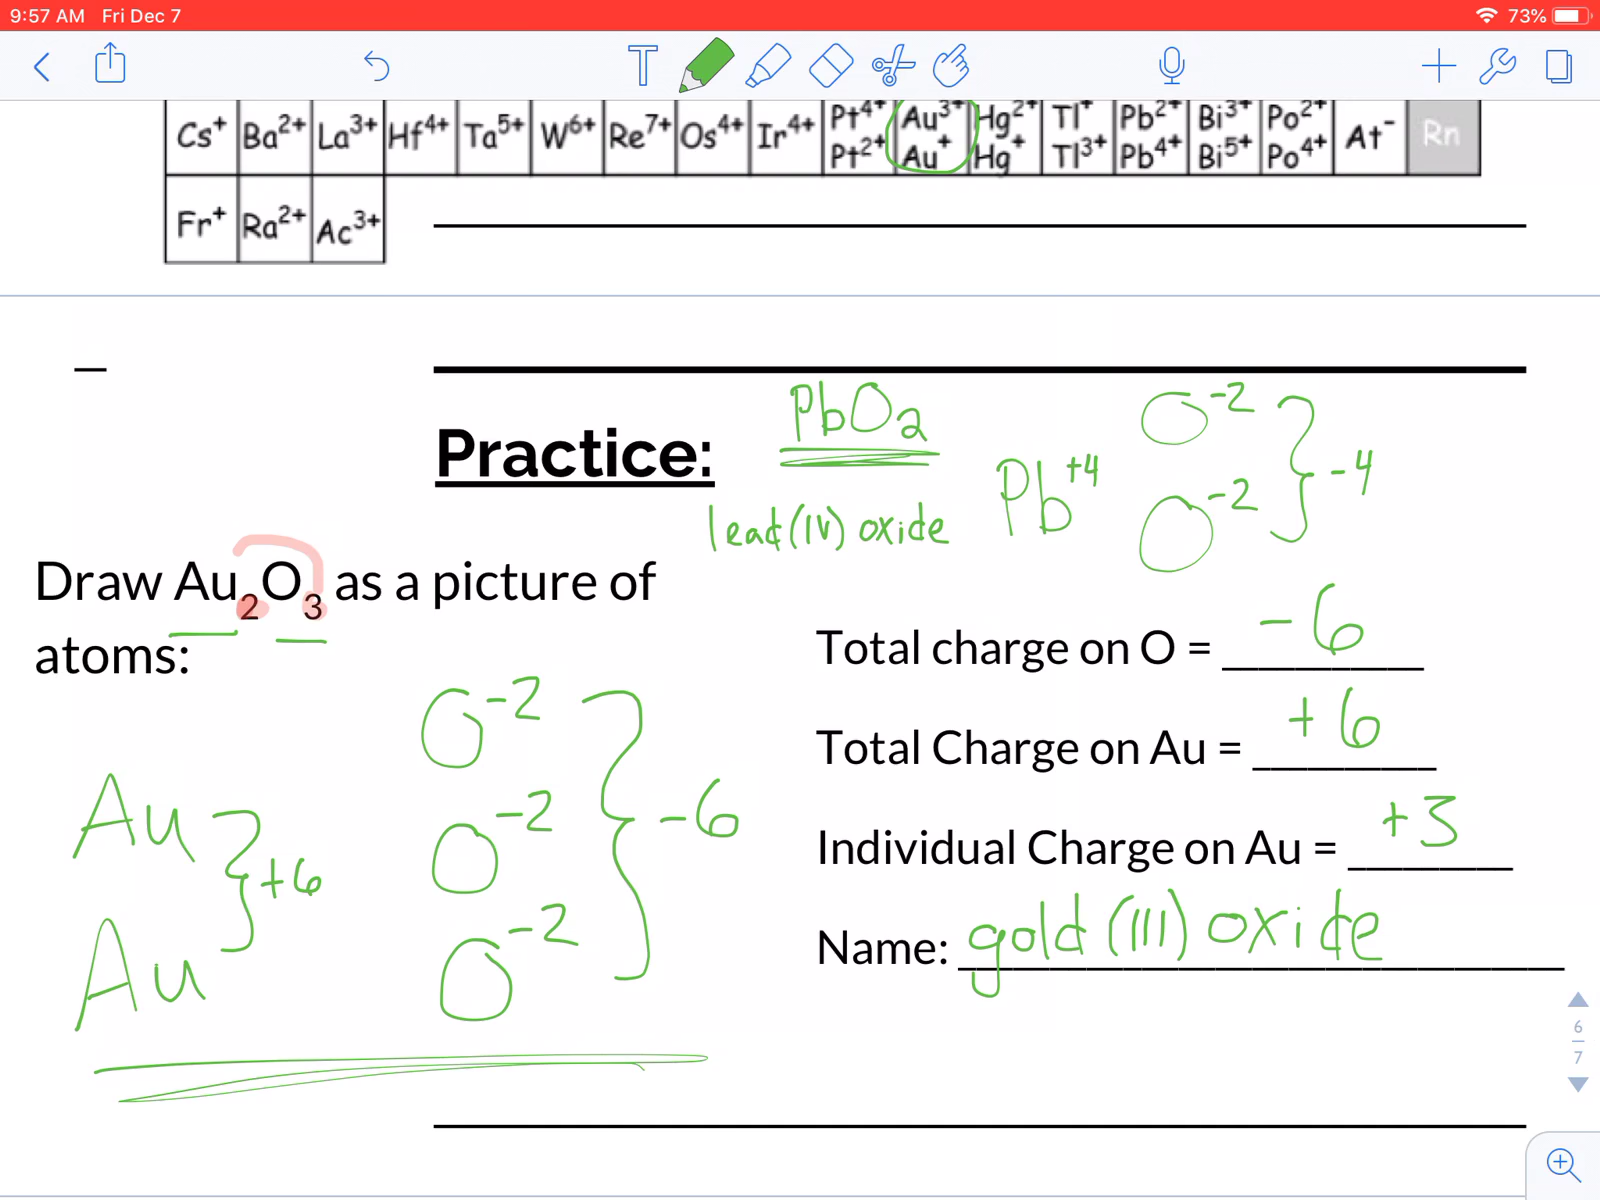 9:57 AM Fri Dec 7 73%
T
Cs+ Ba2+ La3+ Hf4+ Ta5+ W6+ Re7+ Os4+ Ir4+ Pt4+ Pt2+ Au3+ Au+ Hg2+ Hg+ Tl+ Tl3+ Pb2+ Pb4+ Bi3+ Bi5+ Po2+ Po4+ At- Rn
Fr+ Ra2+ Ac3+
Practice:
PbO2
lead (IV) oxide
Pb+4
O-2
O-2
-4
Draw Au2O3 as a picture of
atoms:
Au
Au
+6
O-2
O-2
O-2
-6
Total charge on O = -6
Total Charge on Au = +6
Individual Charge on Au = +3
Name: gold (III) oxide
6
7